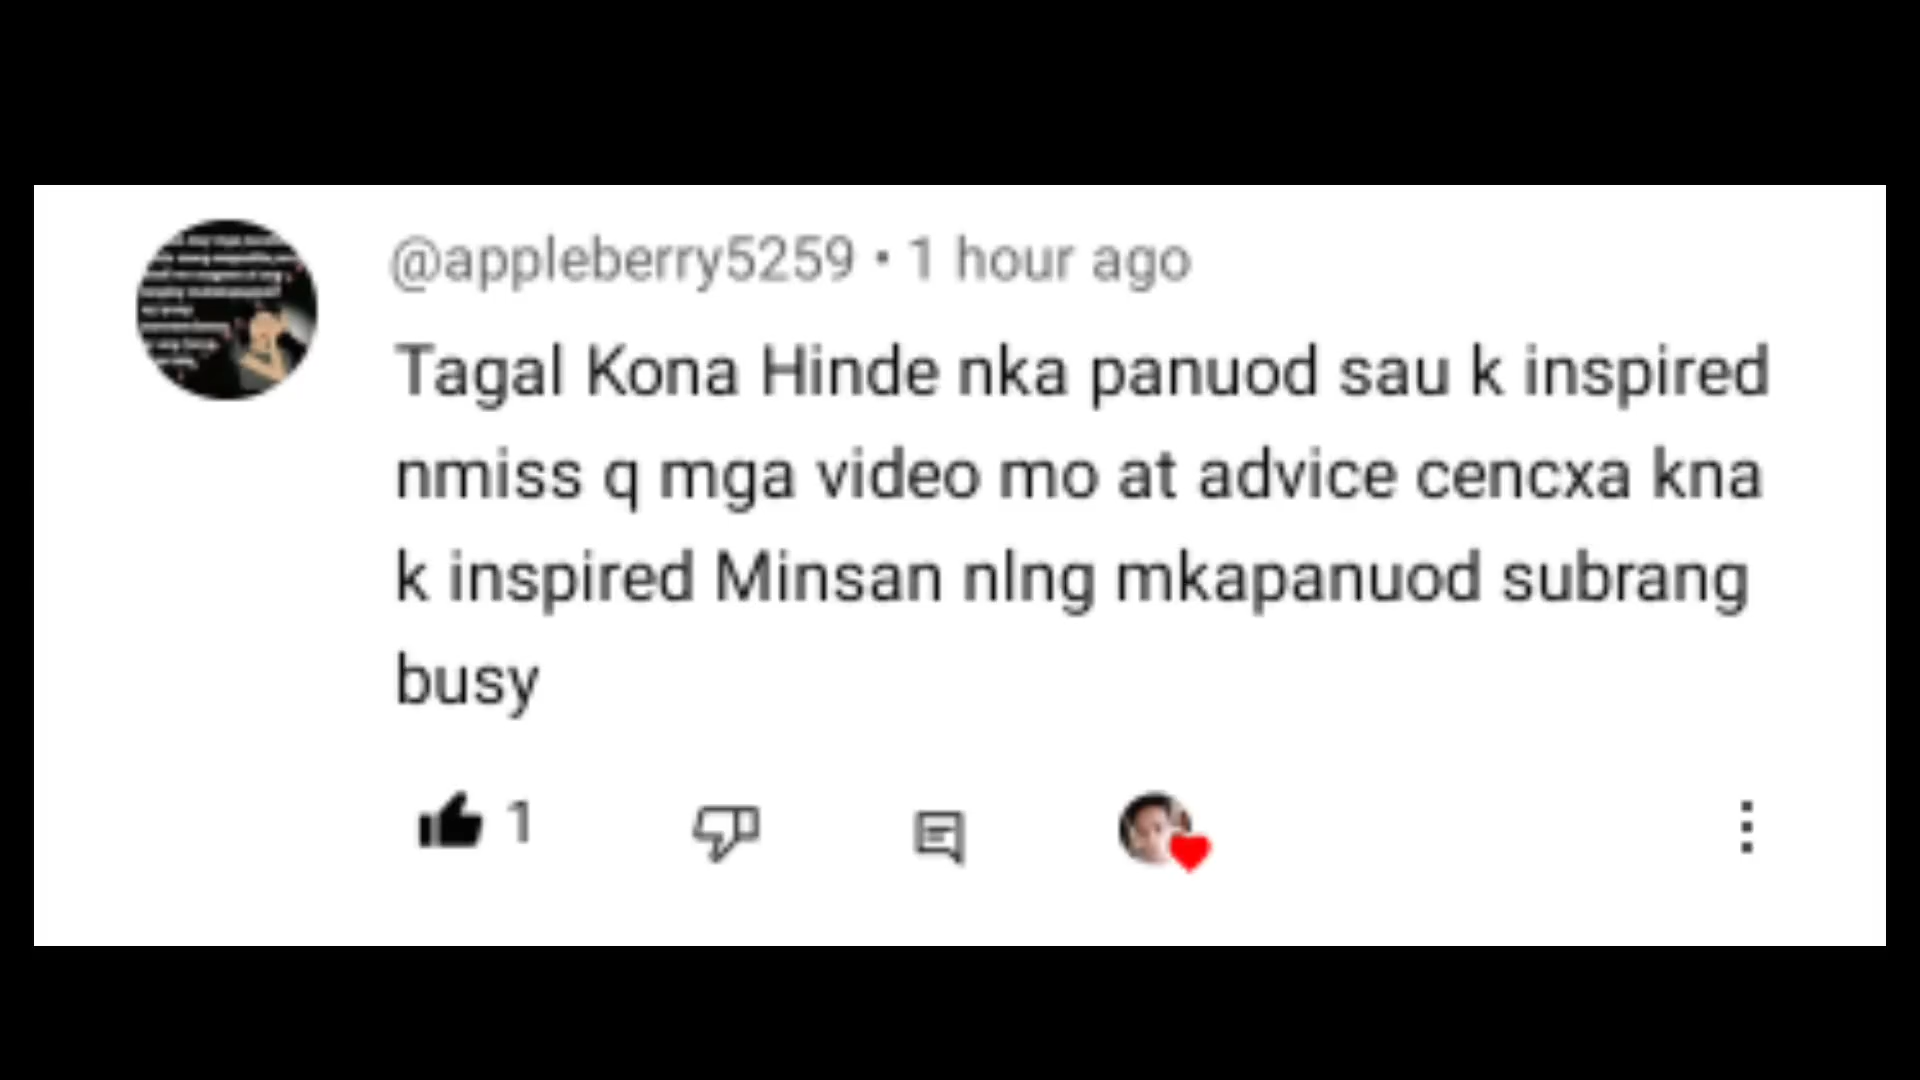 @appleberry5259 • 1 hour ago
Tagal Kona Hinde nka panuod sau k inspired
nmiss q mga video mo at advice cencxa kna
k inspired Minsan nlng mkapanuod subrang
busy
1